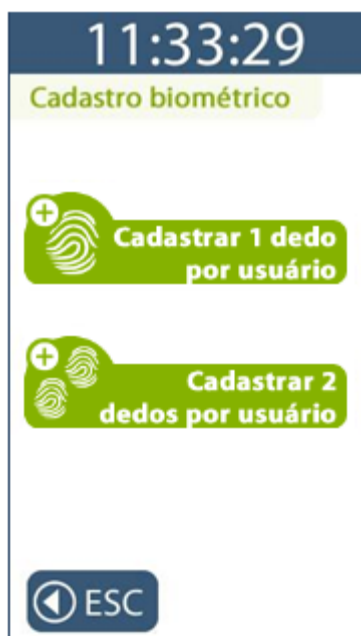 11:33:29
Cadastro biométrico
Cadastrar 1 dedo
por usuário
Cadastrar 2
dedos por usuário
ESC